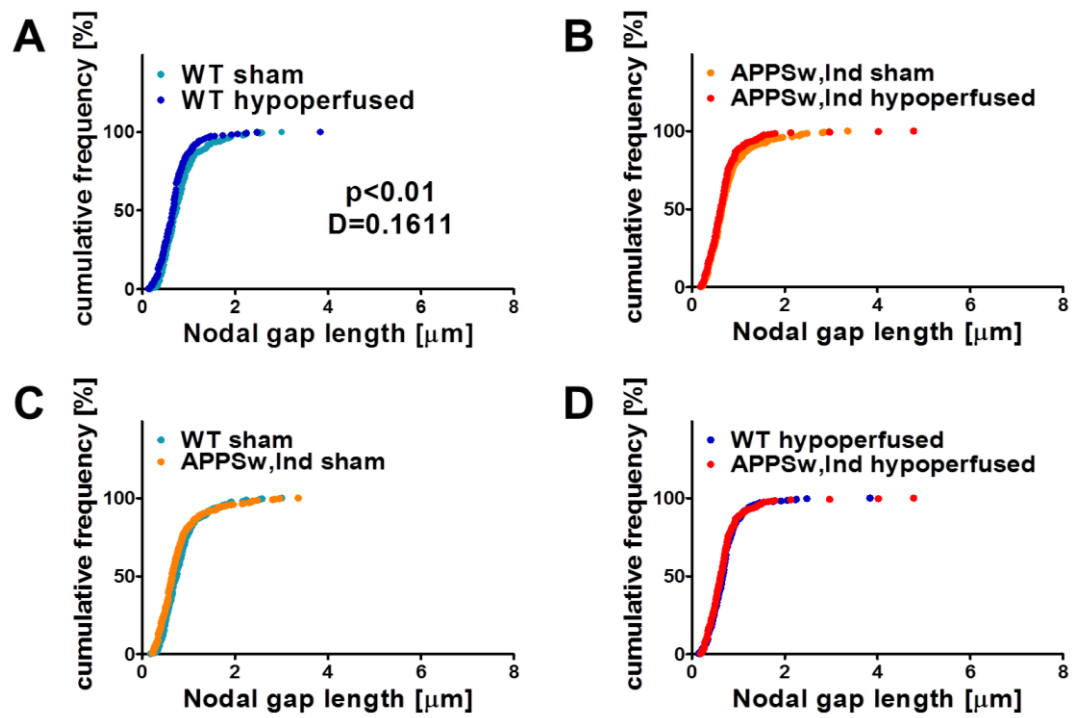 A
cumulative frequency [%]
WT sham
WT hypoperfused
100
50
0
p<0.01
D=0.1611
0 2 4 6 8
Nodal gap length [μm]
B
cumulative frequency [%]
APPSw,Ind sham
APPSw,Ind hypoperfused
100
50
0
0 2 4 6 8
Nodal gap length [μm]
C
cumulative frequency [%]
WT sham
APPSw,Ind sham
100
50
0
0 2 4 6 8
Nodal gap length [μm]
D
cumulative frequency [%]
WT hypoperfused
APPSw,Ind hypoperfused
100
50
0
0 2 4 6 8
Nodal gap length [μm]